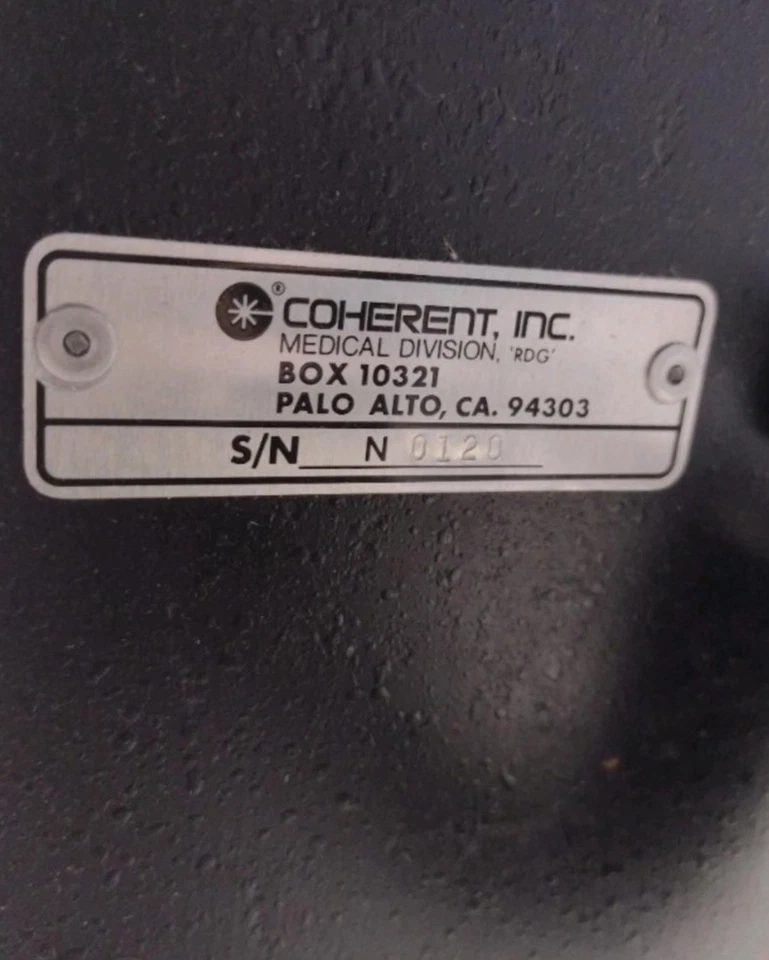 ® COHERENT, INC.
MEDICAL DIVISION, 'RDG'
BOX 10321
PALO ALTO, CA. 94303
S/N N 0120